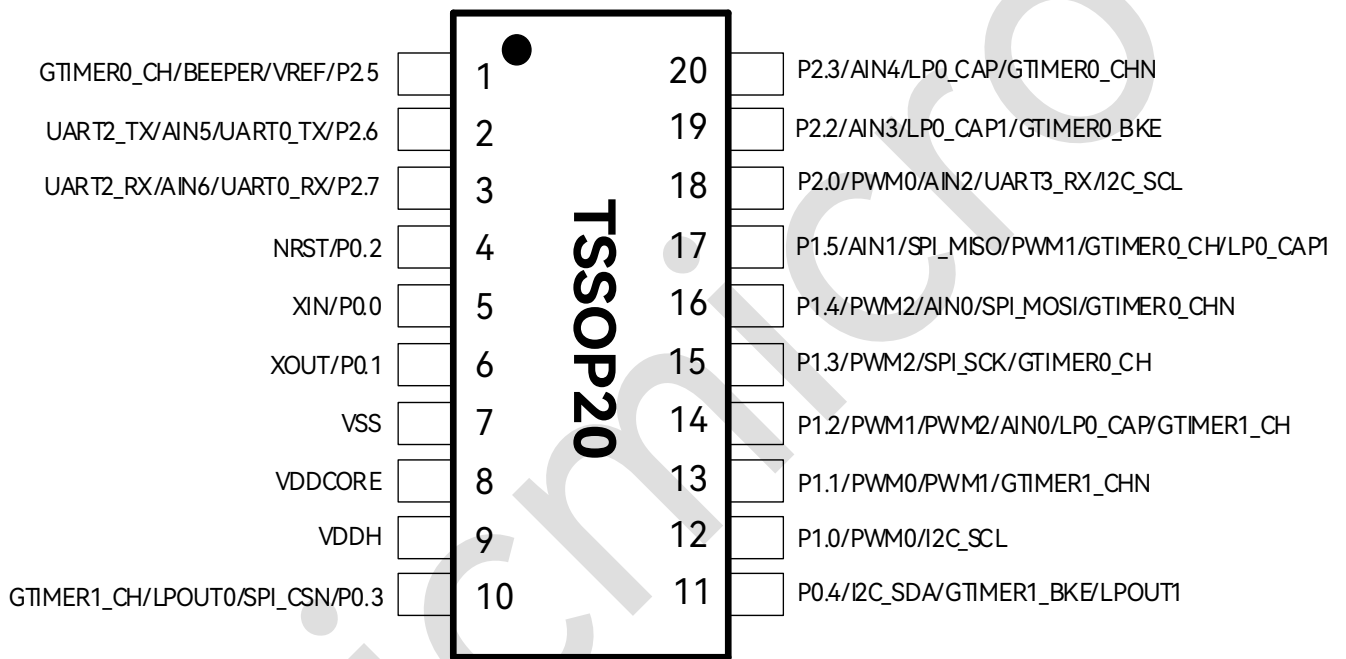 GTIMER0_CH/BEEPER/VREF/P2.5 1 20 P2.3/AIN4/LP0_CAP/GTIMER0_CHN
UART2_TX/AIN5/UART0_TX/P2.6 2 19 P2.2/AIN3/LP0_CAP1/GTIMER0_BKE
UART2_RX/AIN6/UART0_RX/P2.7 3 18 P2.0/PWM0/AIN2/UART3_RX/I2C_SCL
NRST/P0.2 4 17 P1.5/AIN1/SPI_MISO/PWM1/GTIMER0_CH/LP0_CAP1
XIN/P0.0 5 16 P1.4/PWM2/AIN0/SPI_MOSI/GTIMER0_CHN
XOUT/P0.1 6 15 P1.3/PWM2/SPI_SCK/GTIMER0_CH
VSS 7 14 P1.2/PWM1/PWM2/AIN0/LP0_CAP/GTIMER1_CH
VDDCORE 8 13 P1.1/PWM0/PWM1/GTIMER1_CHN
VDDH 9 12 P1.0/PWM0/I2C_SCL
GTIMER1_CH/LPOUT0/SPI_CSN/P0.3 10 11 P0.4/I2C_SDA/GTIMER1_BKE/LPOUT1
TSSOP20
icmicro